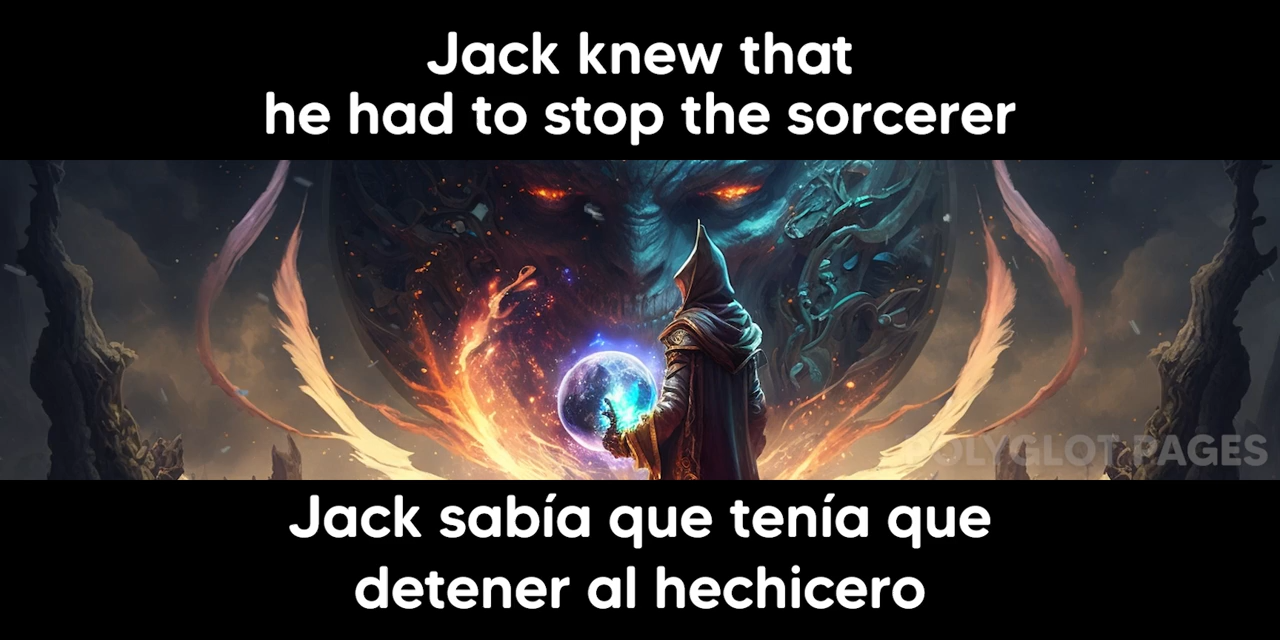 Jack knew that
he had to stop the sorcerer
POLYGLOT PAGES
Jack sabía que tenía que
detener al hechicero